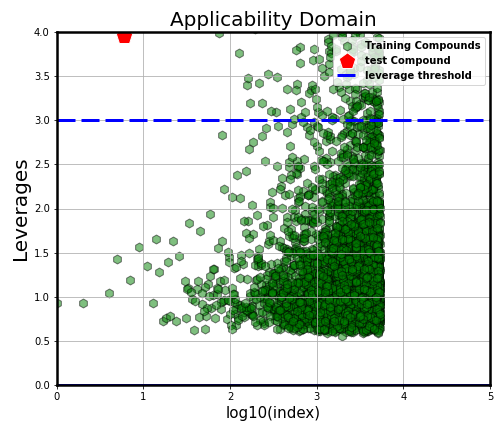 Applicability Domain
Training Compounds
test Compound
leverage threshold
Leverages
4.0
3.5
3.0
2.5
2.0
1.5
1.0
0.5
0.0
0 1 2 3 4 5
log10(index)